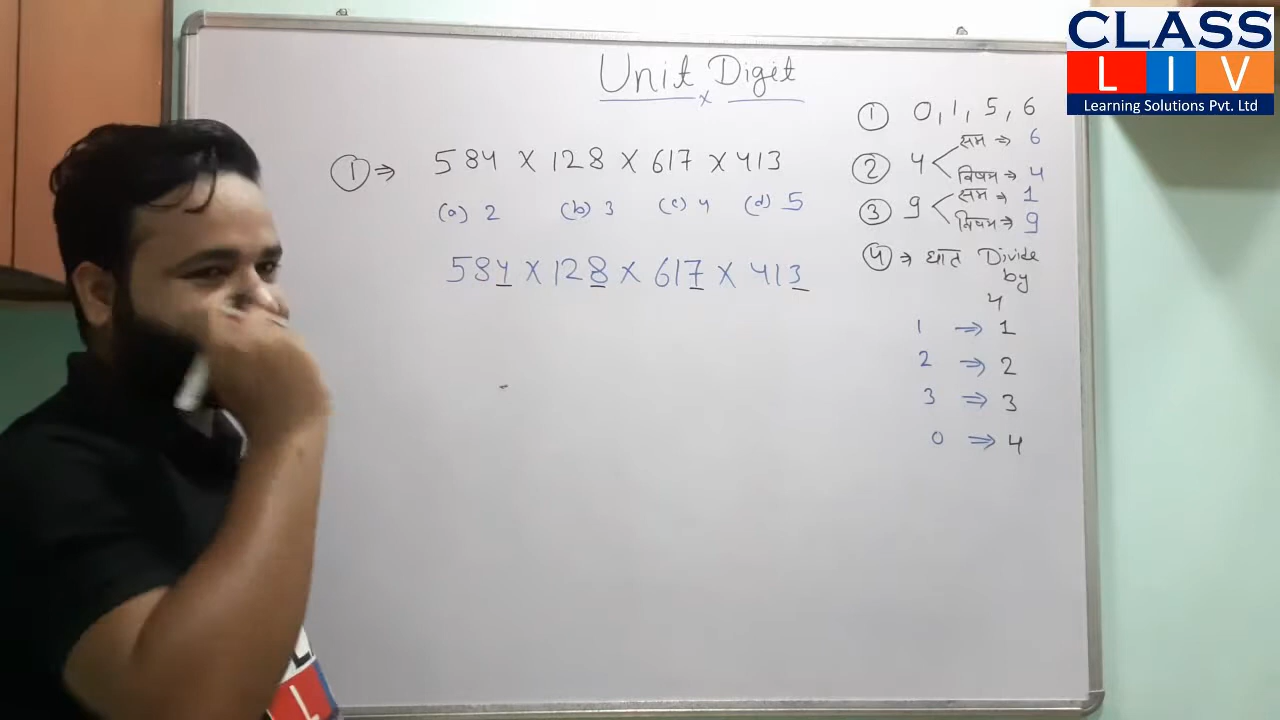 CLASS
LIV
Learning Solutions Pvt. Ltd
Unit Digit
x
① ⇒ 584 × 128 × 617 × 413
(a) 2 (b) 3 (c) 4 (d) 5
584 × 128 × 617 × 413
① 0, 1, 5, 6
② 4 सम ⇒ 6
विषम ⇒ 4
③ 9 सम ⇒ 1
विषम ⇒ 9
④ ⇒ घात Divide
by
4
1 ⇒ 1
2 ⇒ 2
3 ⇒ 3
0 ⇒ 4
L